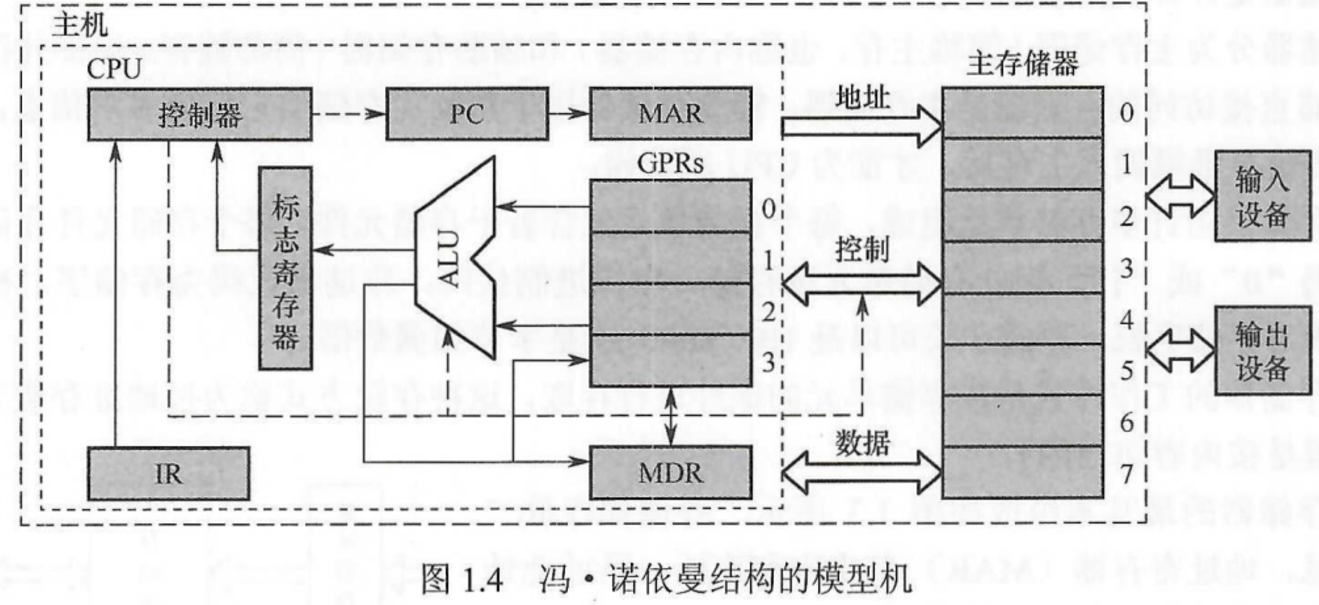 主机
CPU
控制器
PC
MAR
地址
主存储器
GPRs
标志寄存器
ALU
0
1
2
3
控制
IR
MDR
数据
0
1
2
3
4
5
6
7
输入设备
输出设备
图 1.4 冯·诺依曼结构的模型机